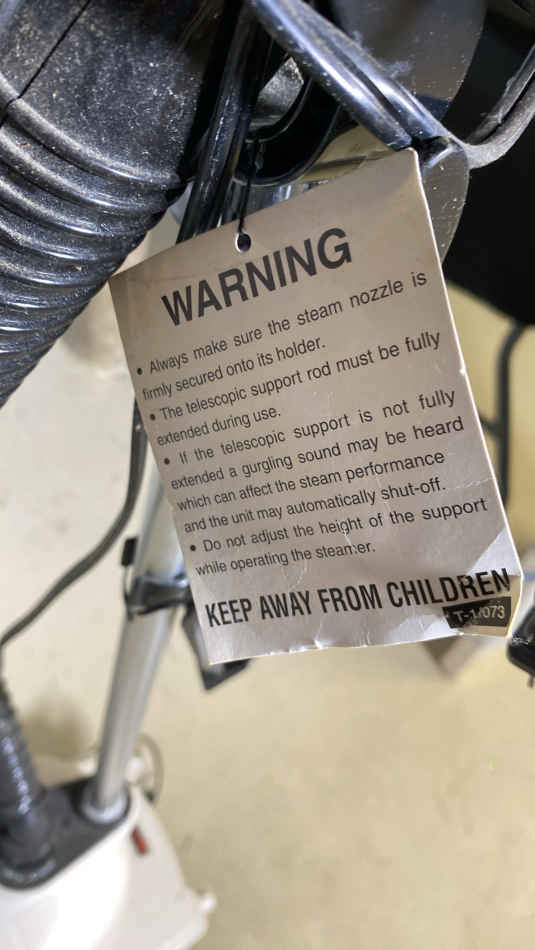 WARNING
• Always make sure the steam nozzle is
firmly secured onto its holder.
• The telescopic support rod must be fully
extended during use.
• If the telescopic support is not fully
extended a gurgling sound may be heard
which can affect the steam performance
and the unit may automatically shut-off.
• Do not adjust the height of the support
while operating the steamer.
KEEP AWAY FROM CHILDREN